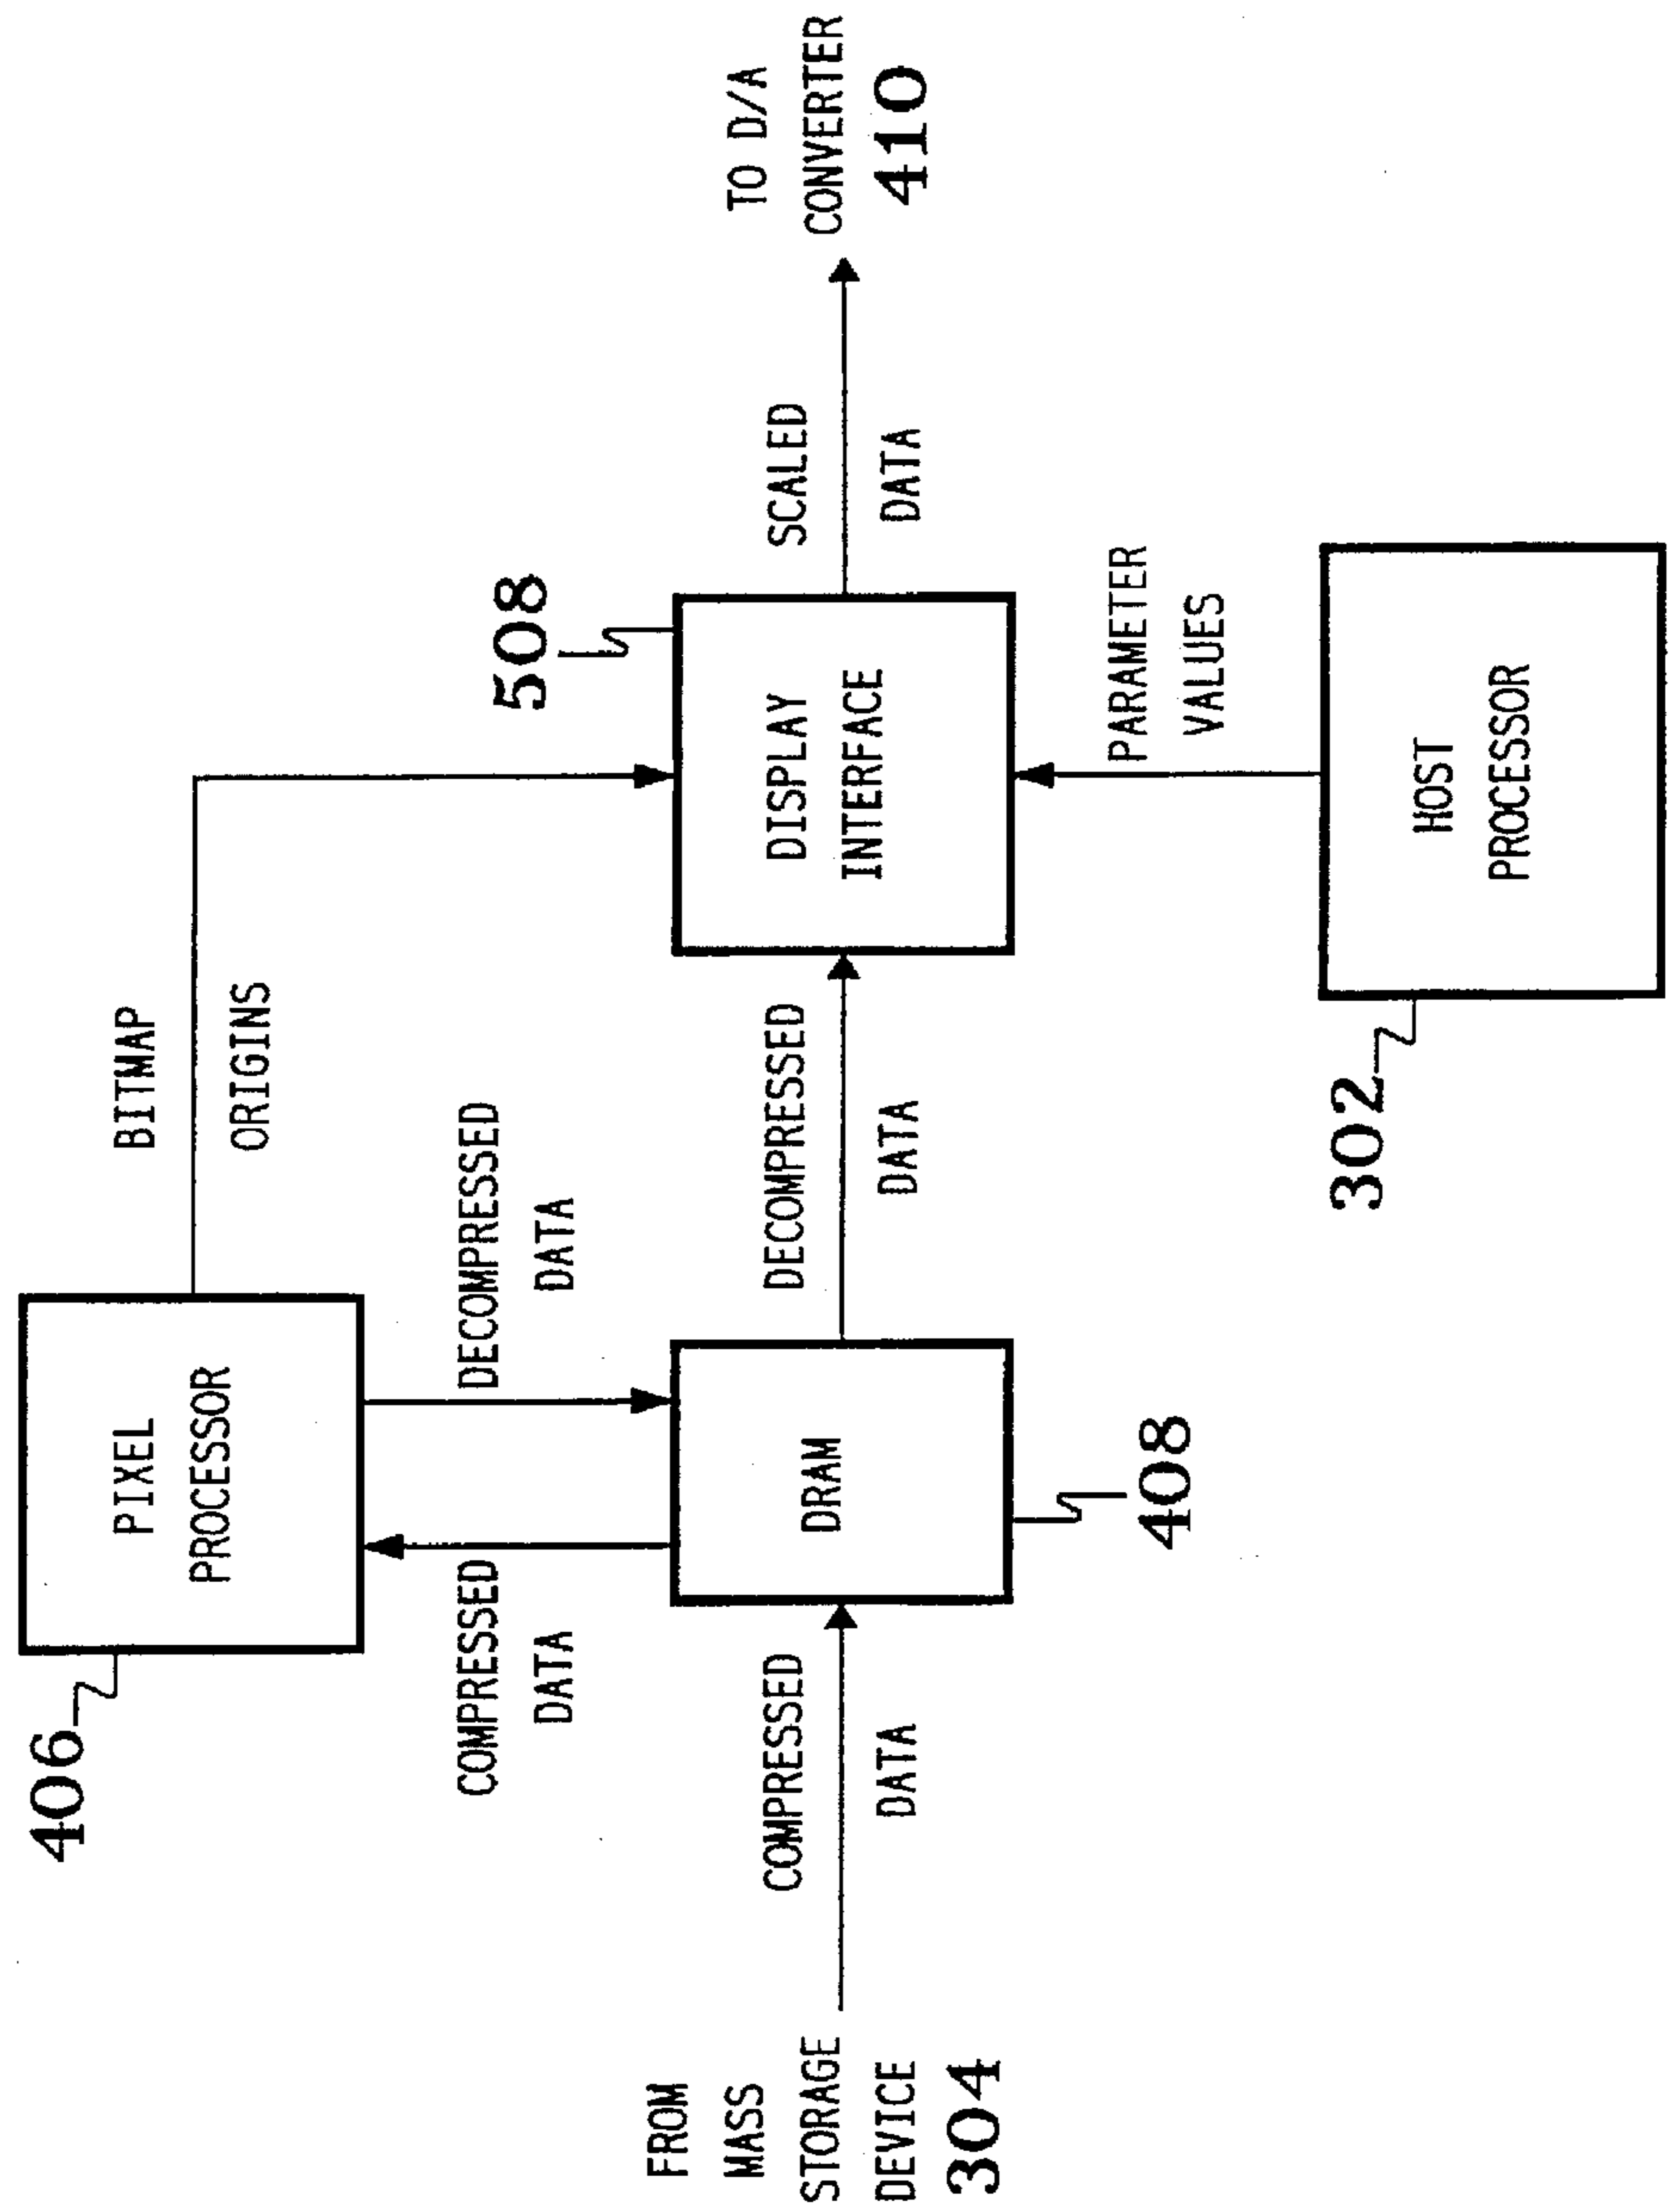 406
PIXEL
PROCESSOR
BITMAP
ORIGINS
COMPRESSED
DATA
DECOMPRESSED
DATA
508
FROM
MASS
STORAGE
DEVICE
304
COMPRESSED
DATA
DRAM
408
DECOMPRESSED
DATA
DISPLAY
INTERFACE
SCALED
DATA
TO D/A
CONVERTER
410
PARAMETER
VALUES
302
HOST
PROCESSOR